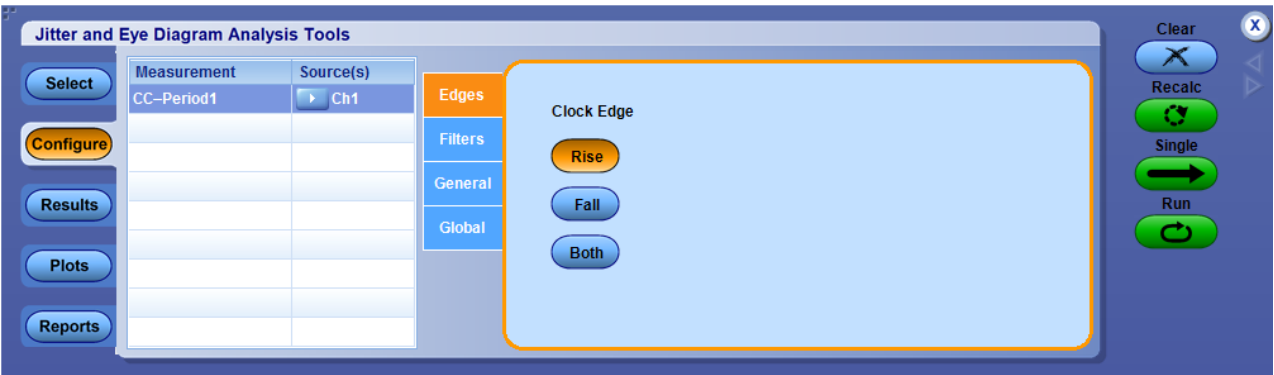 Jitter and Eye Diagram Analysis Tools
Select
Configure
Results
Plots
Reports
Measurement Source(s)
CC–Period1 Ch1
Edges
Filters
General
Global
Clock Edge
Rise
Fall
Both
Clear
X
Recalc
Single
Run